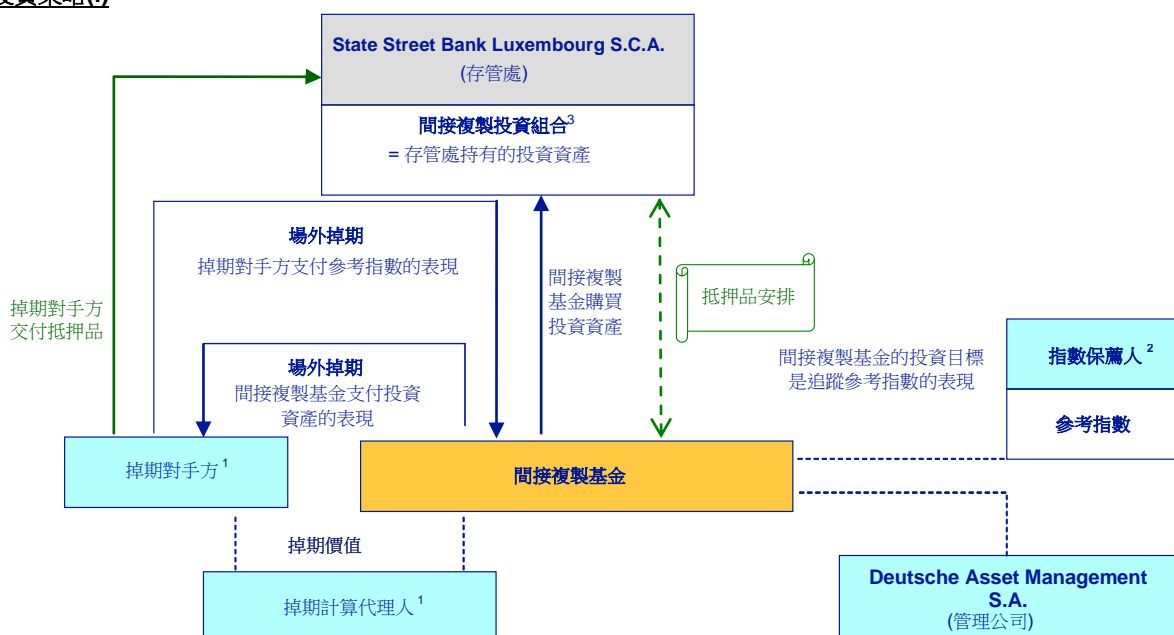 投資策略(i)
State Street Bank Luxembourg S.C.A.
(存管處)
間接複製投資組合3
= 存管處持有的投資資產
場外掉期
掉期對手方支付參考指數的表現
間接複製
基金購買
投資資產
抵押品安排
掉期對手方
交付抵押品
場外掉期
間接複製基金支付投資
資產的表現
間接複製基金的投資目標
是追蹤參考指數的表現
指數保薦人 2
參考指數
掉期對手方 1
間接複製基金
掉期價值
掉期計算代理人 1
Deutsche Asset Management
S.A.
(管理公司)